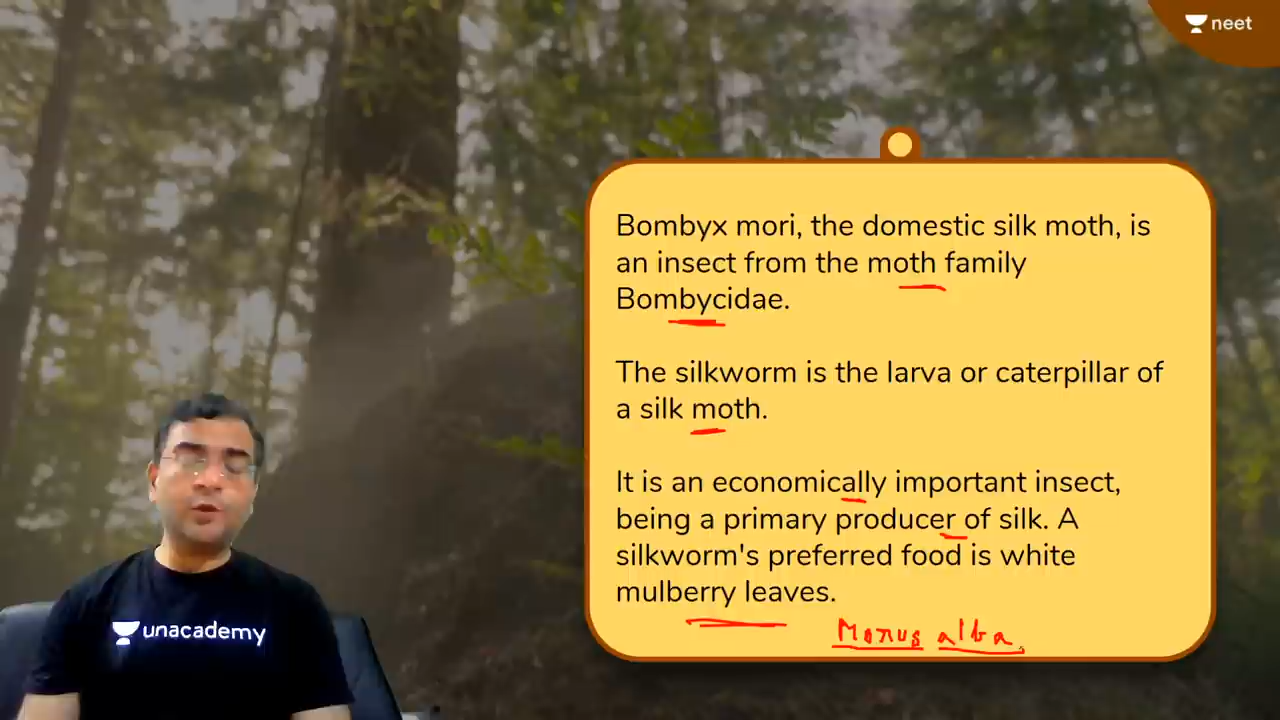 neet
Bombyx mori, the domestic silk moth, is
an insect from the moth family
Bombycidae.
The silkworm is the larva or caterpillar of
a silk moth.
It is an economically important insect,
being a primary producer of silk. A
silkworm's preferred food is white
mulberry leaves.
Morus alba
unacademy